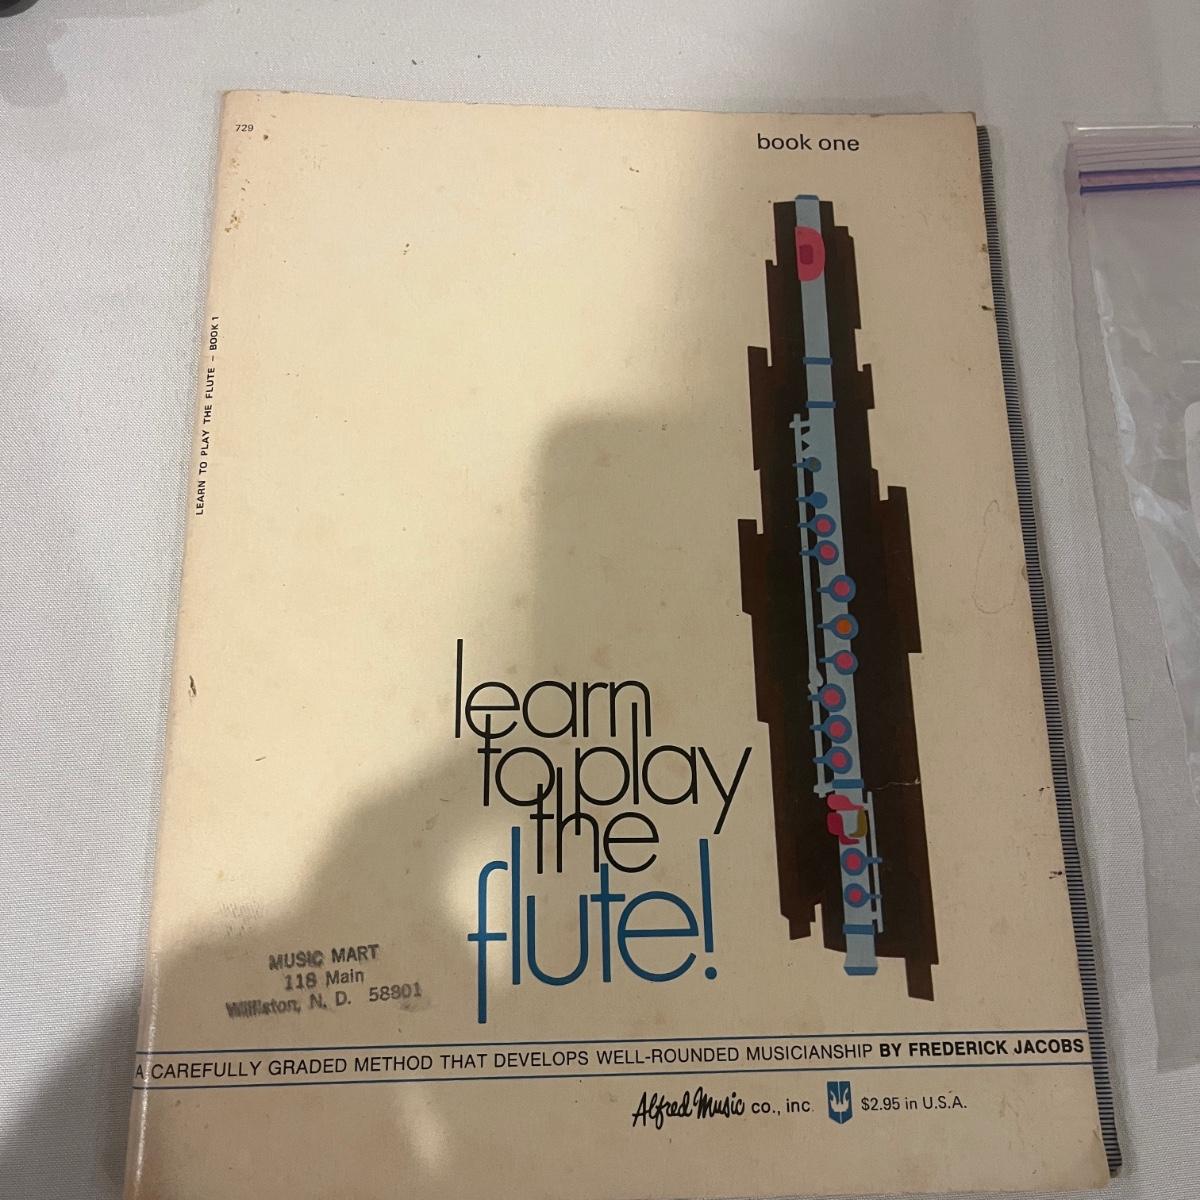 729
book one
LEARN TO PLAY THE FLUTE – BOOK 1
learn
to play
the
flute!
MUSIC MART
118 Main
Williston, N. D. 58801
A CAREFULLY GRADED METHOD THAT DEVELOPS WELL-ROUNDED MUSICIANSHIP BY FREDERICK JACOBS
Alfred Music co., inc. $2.95 in U.S.A.